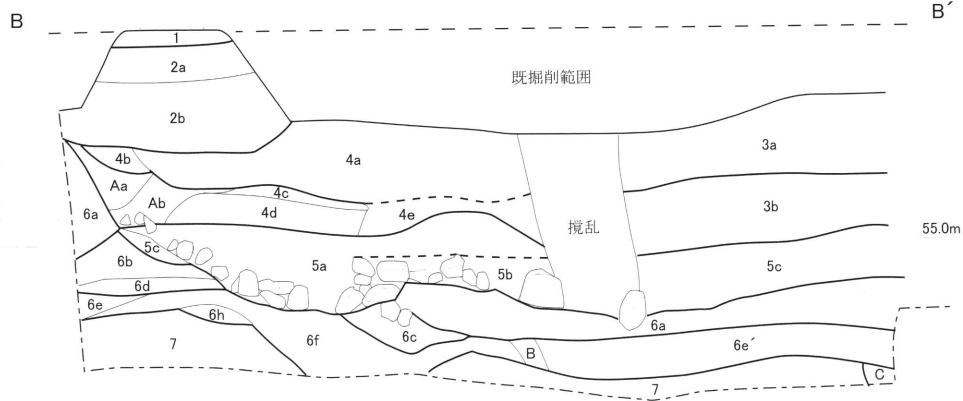 B
B´
1
2a
既掘削範囲
2b
3a
4a
4b
Aa
4c
3b
Ab
6a
4d
4e
撹乱
55.0m
5c
6b
5a
5b
5c
6d
6e
6h
6a
6f
6c
6e´
7
B
C
7